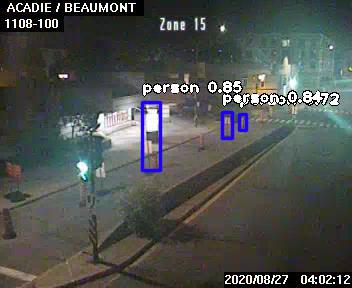 ACADIE / BEAUMONT
1108-100
Zone 15
person 0.85
person 0.84
72
2020/08/27 04:02:12